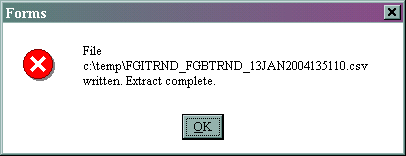 Forms
File
c:\temp\FGITRND_FGBTRND_13JAN2004135110.csv
written. Extract complete.
OK